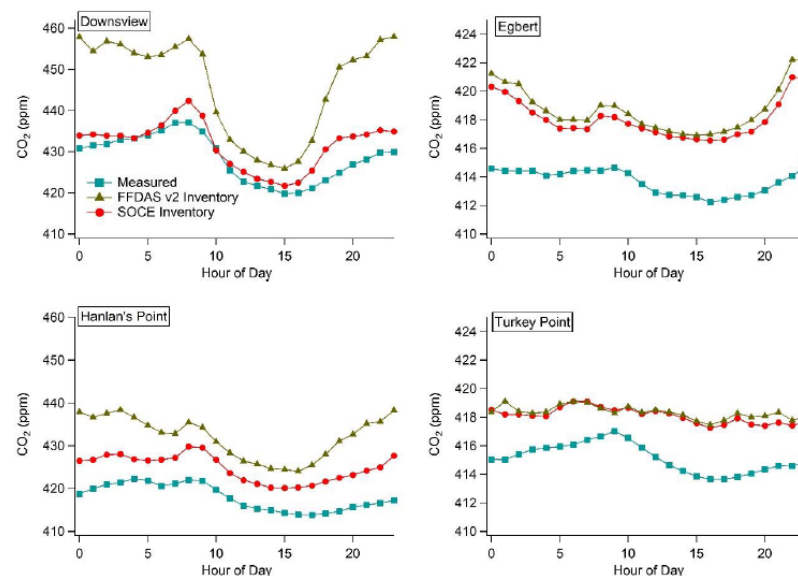 Downsview
460
450
440
430
420
410
CO2 (ppm)
Measured
FFDAS v2 Inventory
SOCE Inventory
0 5 10 15 20
Hour of Day
Egbert
424
422
420
418
416
414
412
410
CO2 (ppm)
0 5 10 15 20
Hour of Day
Hanlan's Point
460
450
440
430
420
410
CO2 (ppm)
0 5 10 15 20
Hour of Day
Turkey Point
424
422
420
418
416
414
412
410
CO2 (ppm)
0 5 10 15 20
Hour of Day